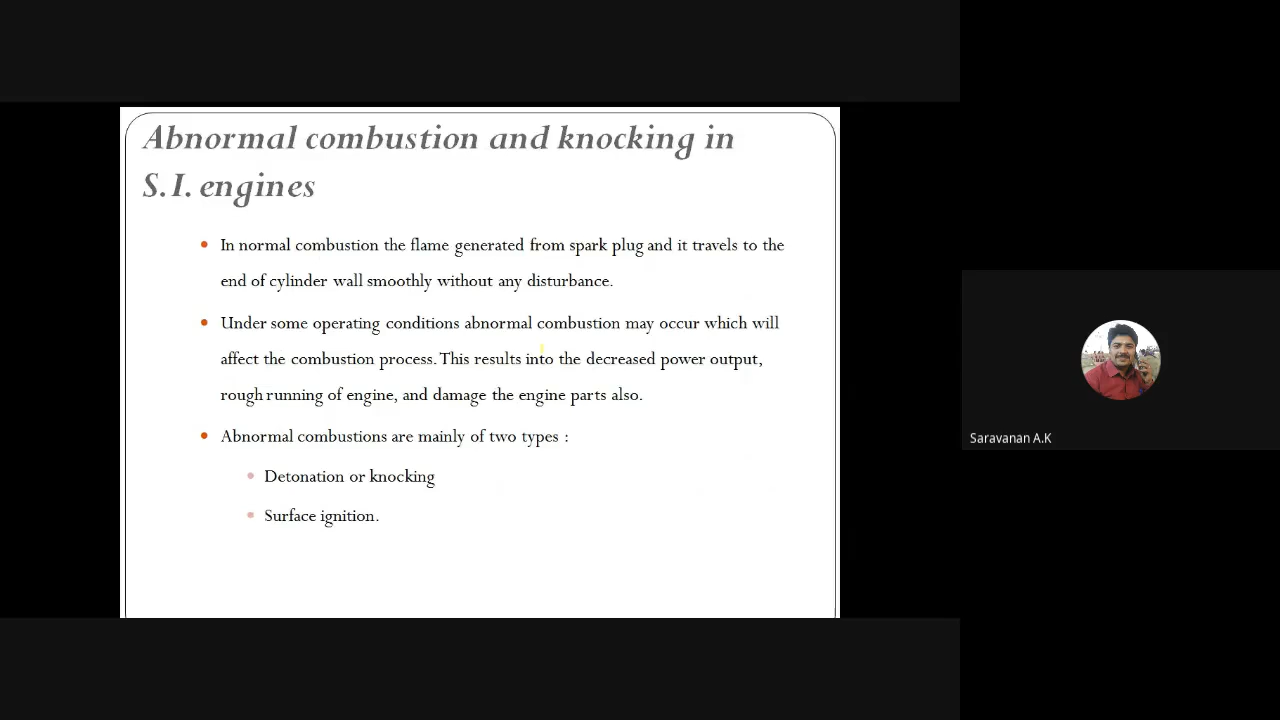 Abnormal combustion and knocking in
S.I. engines
In normal combustion the flame generated from spark plug and it travels to the
end of cylinder wall smoothly without any disturbance.
Under some operating conditions abnormal combustion may occur which will
affect the combustion process. This results into the decreased power output,
rough running of engine, and damage the engine parts also.
Abnormal combustions are mainly of two types :
Detonation or knocking
Surface ignition.
Saravanan A.K